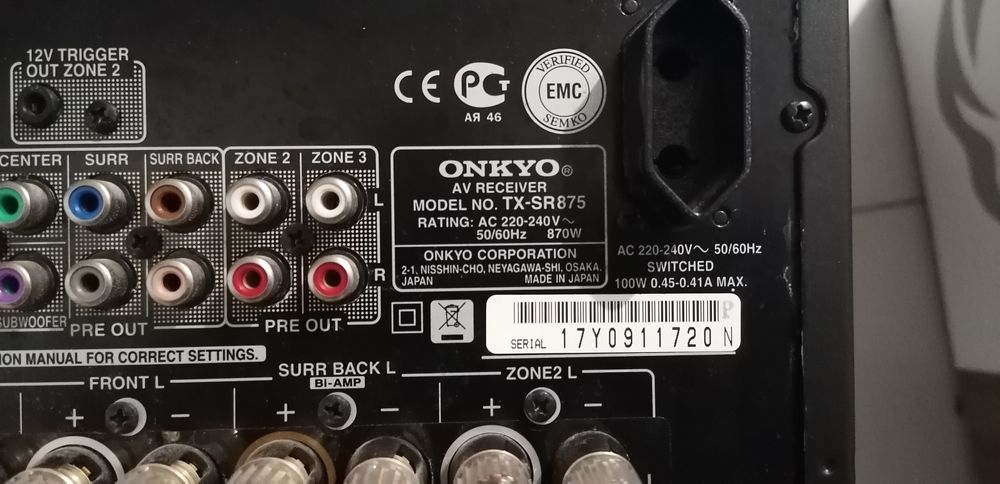 12V TRIGGER
OUT ZONE 2
CE
PG T
АЯ 46
VERIFIED
EMC
SEMKO
CENTER
SURR
SURR BACK
ZONE 2
ZONE 3
L
R
SUBWOOFER
PRE OUT
PRE OUT
ONKYO®
AV RECEIVER
MODEL NO. TX-SR875
RATING: AC 220-240V~
50/60Hz 870W
ONKYO CORPORATION
2-1, NISSHIN-CHO, NEYAGAWA-SHI, OSAKA,
JAPAN MADE IN JAPAN
AC 220-240V~ 50/60Hz
SWITCHED
100W 0.45-0.41A MAX.
P
SERIAL 17Y0911720 N
ION MANUAL FOR CORRECT SETTINGS.
FRONT L
+ −
SURR BACK L
BI-AMP
+ −
ZONE2 L
+ −